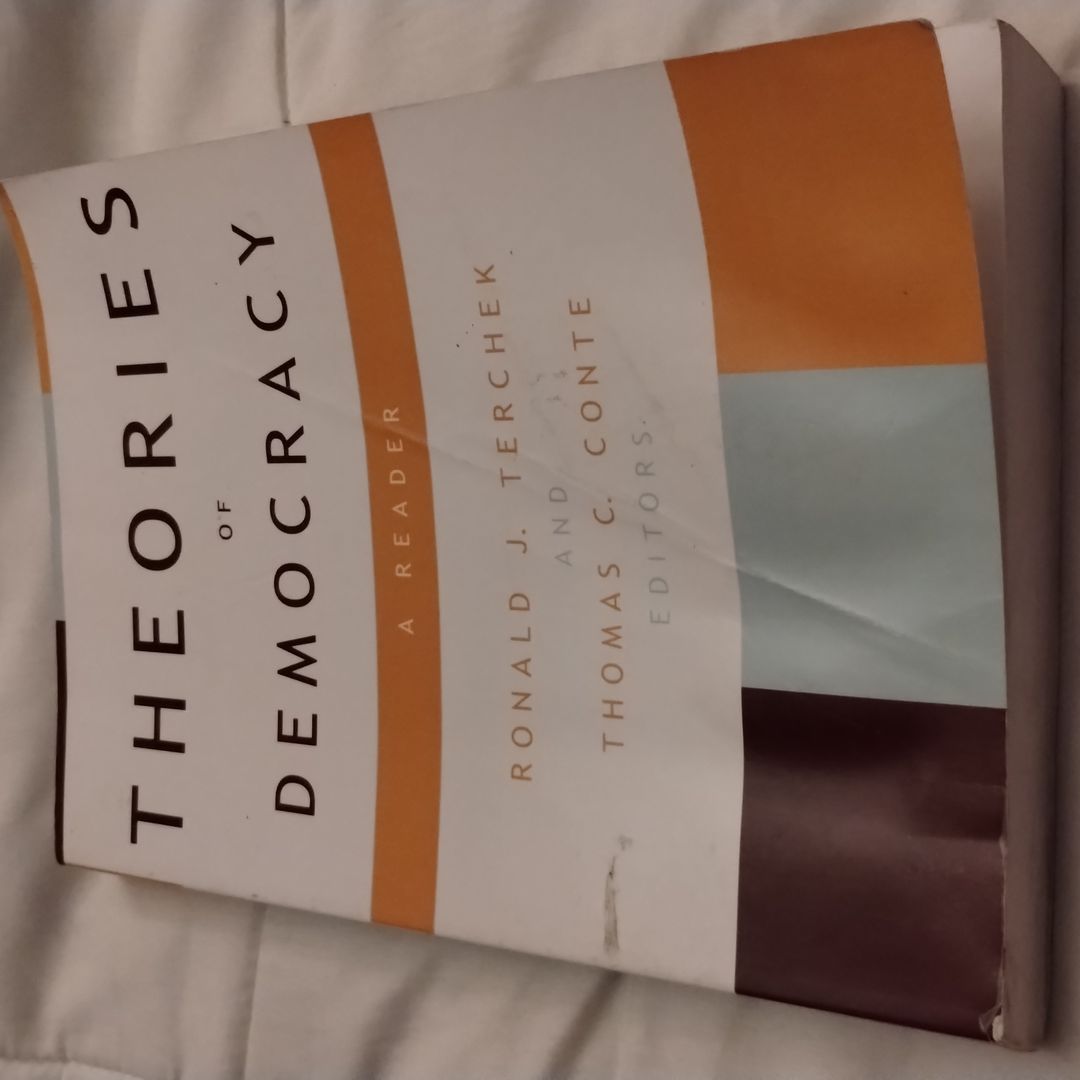 THEORIES
OF
DEMOCRACY
A READER
RONALD J. TERCHEK
AND
THOMAS C. CONTE
EDITORS